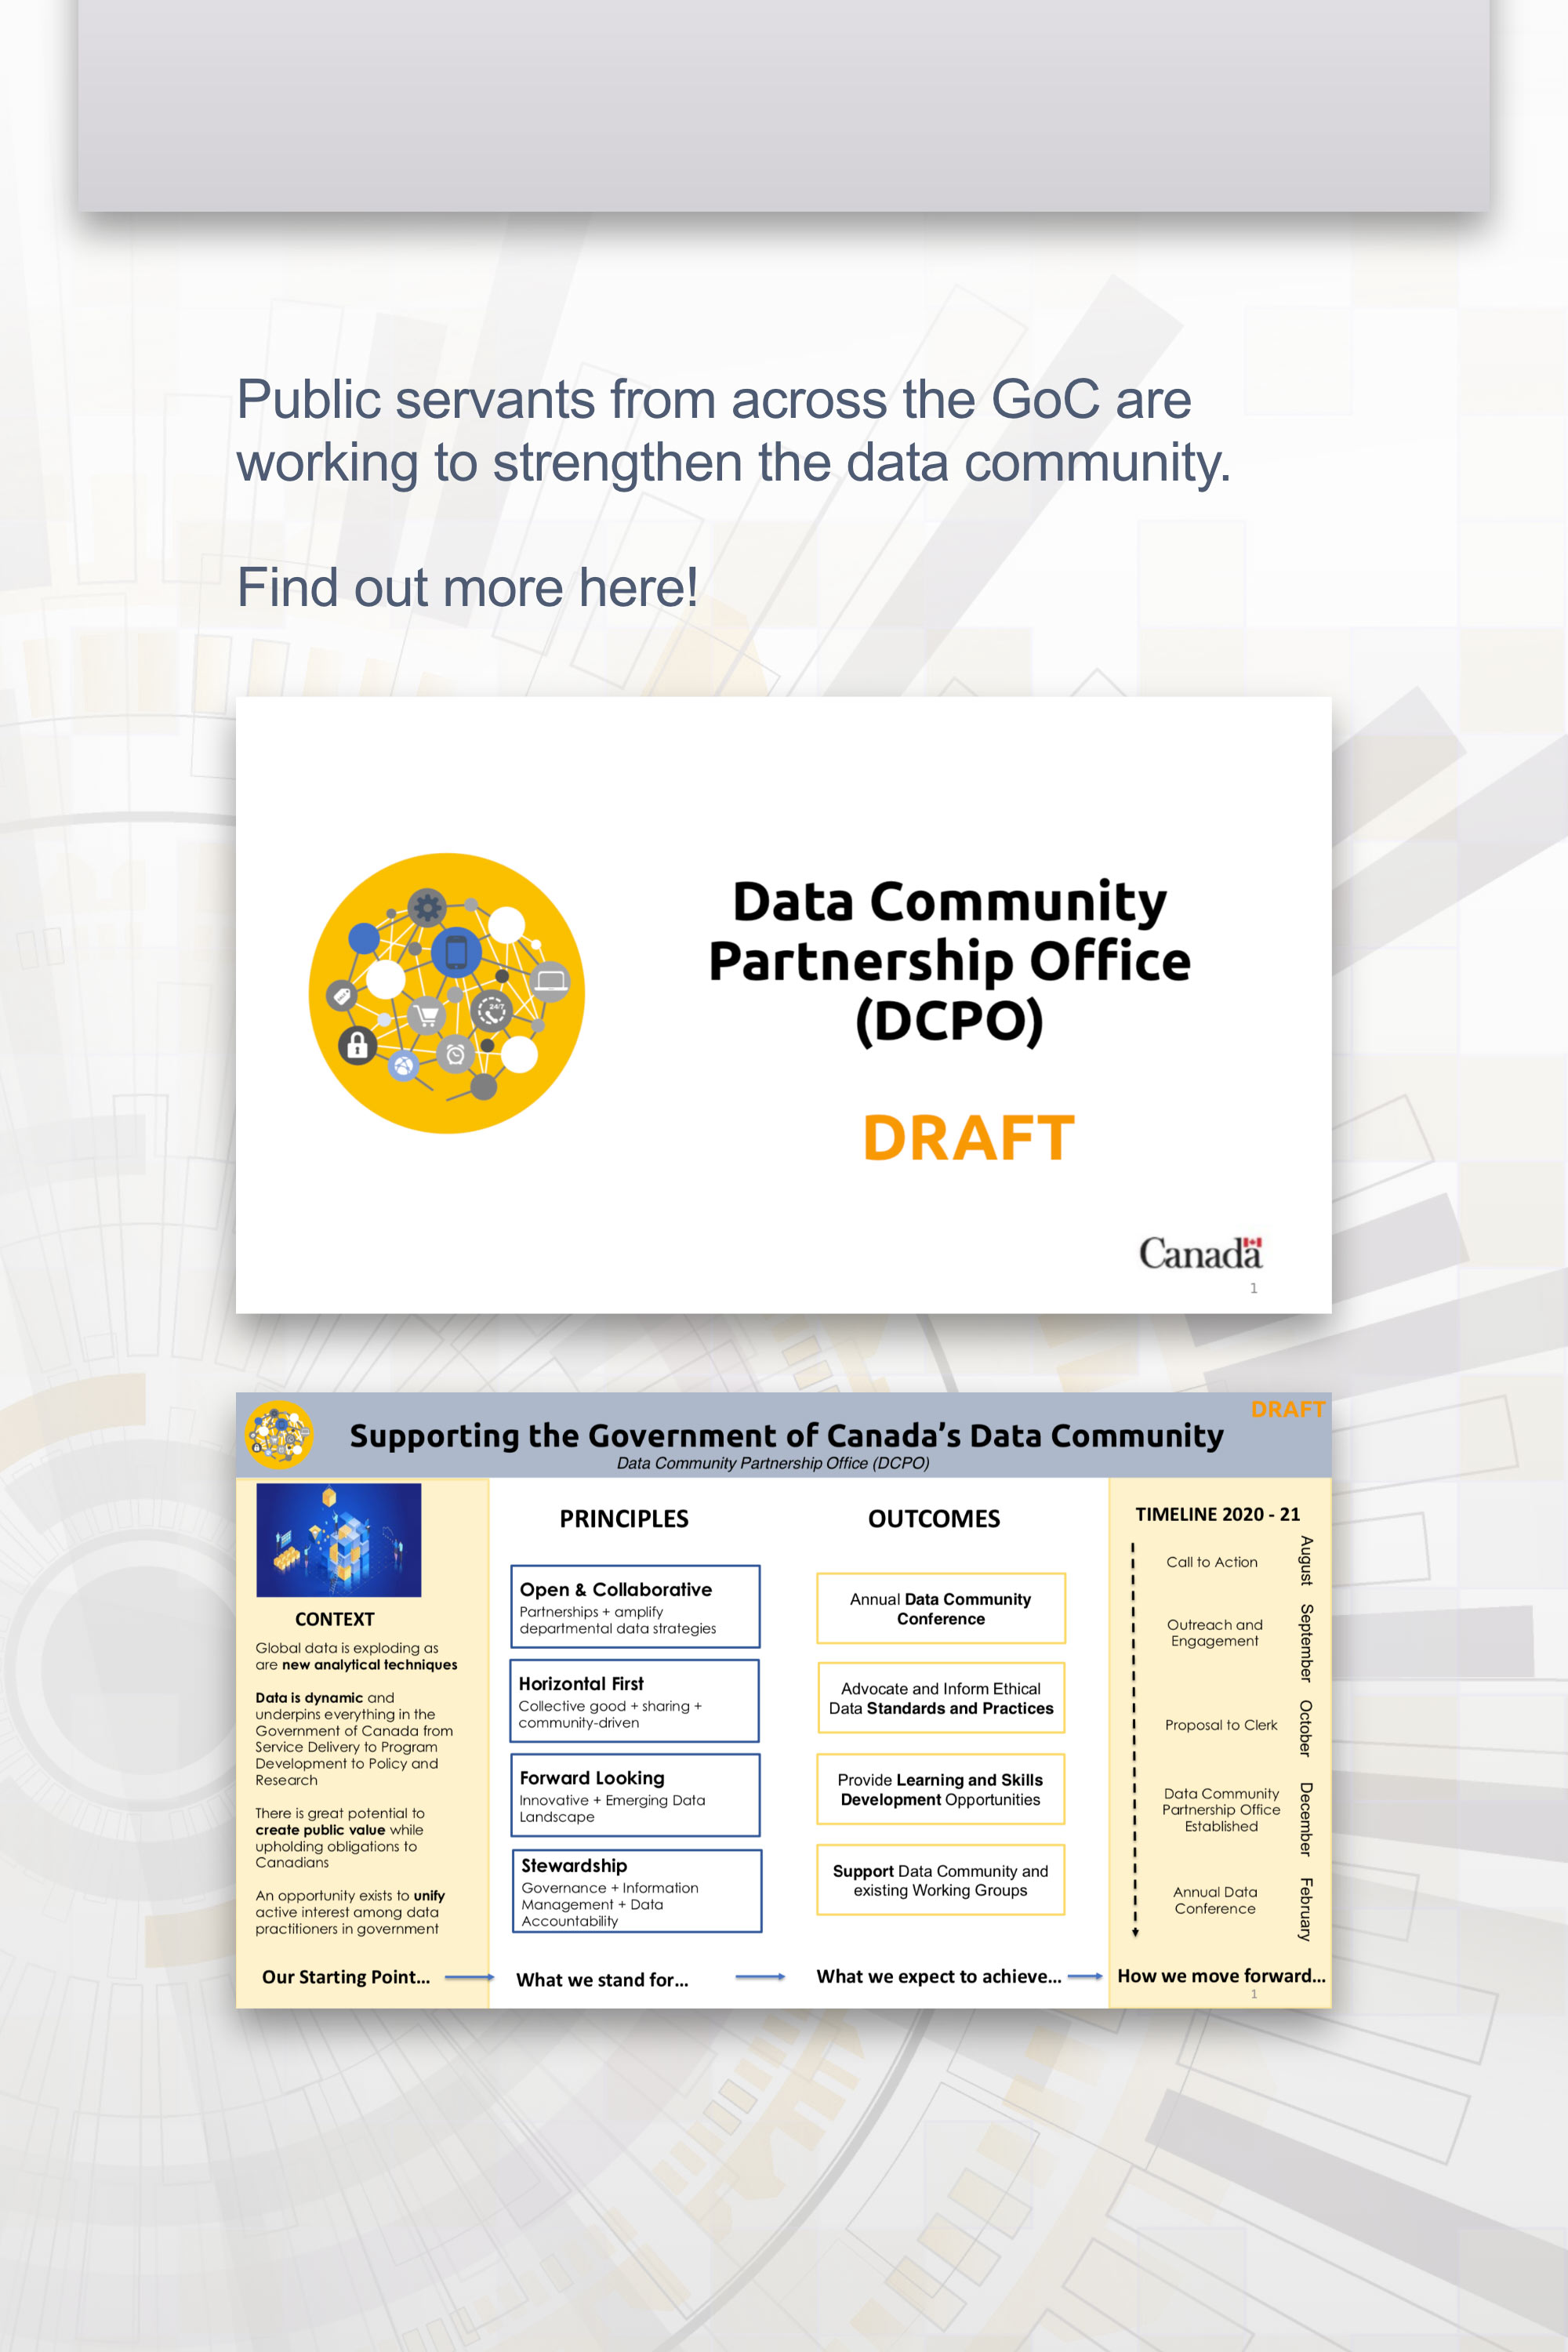 Public servants from across the GoC are
working to strengthen the data community.
Find out more here!
24/7
Data Community
Partnership Office
(DCPO)
DRAFT
Canada
1
DRAFT
Supporting the Government of Canada’s Data Community
Data Community Partnership Office (DCPO)
CONTEXT
Global data is exploding as
are new analytical techniques
Data is dynamic and
underpins everything in the
Government of Canada from
Service Delivery to Program
Development to Policy and
Research
There is great potential to
create public value while
upholding obligations to
Canadians
An opportunity exists to unify
active interest among data
practitioners in government
Our Starting Point...
PRINCIPLES
Open & Collaborative
Partnerships + amplify
departmental data strategies
Horizontal First
Collective good + sharing +
community-driven
Forward Looking
Innovative + Emerging Data
Landscape
Stewardship
Governance + Information
Management + Data
Accountability
What we stand for...
OUTCOMES
Annual Data Community
Conference
Advocate and Inform Ethical
Data Standards and Practices
Provide Learning and Skills
Development Opportunities
Support Data Community and
existing Working Groups
What we expect to achieve...
TIMELINE 2020 - 21
Call to Action
August
Outreach and
Engagement
September
Proposal to Clerk
October
Data Community
Partnership Office
Established
December
Annual Data
Conference
February
How we move forward...
1